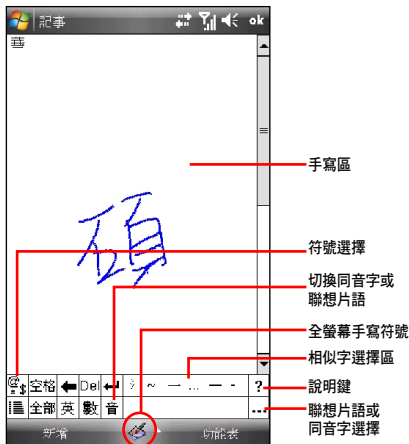 記事 ok
碩
手寫區
符號選擇
切換同音字或
聯想片語
全螢幕手寫符號
相似字選擇區
空格 Del ?
說明鍵
全部 英 數 音 ...
聯想片語或
同音字選擇
新增 功能表